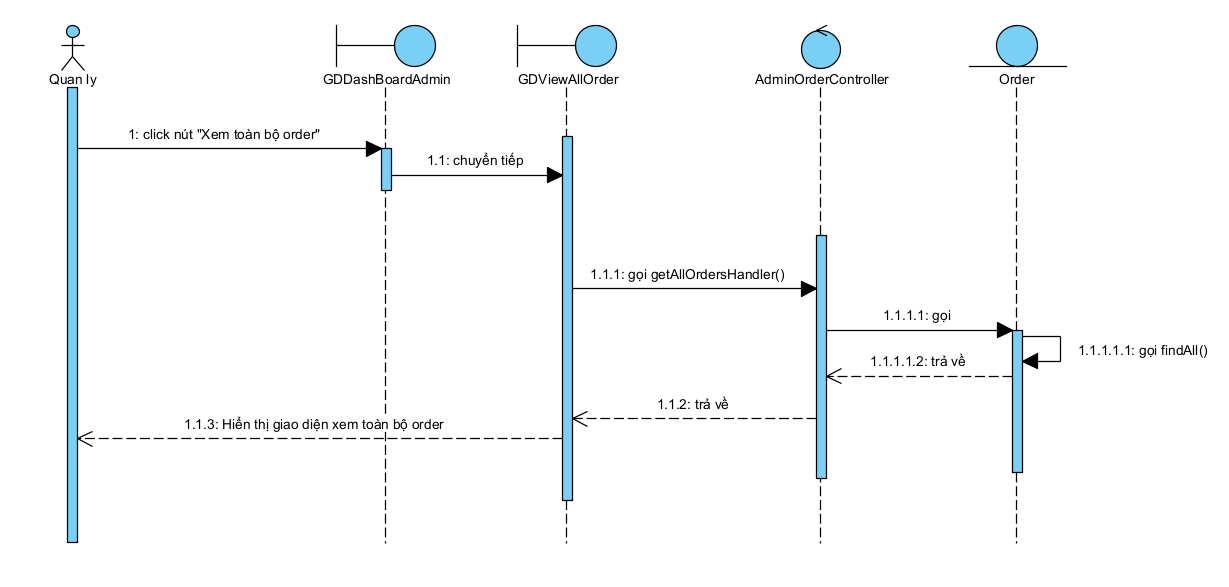 Quan ly
GDDashBoardAdmin
GDViewAllOrder
AdminOrderController
Order
1: click nút "Xem toàn bộ order"
1.1: chuyển tiếp
1.1.1: gọi getAllOrdersHandler()
1.1.1.1: gọi
1.1.1.1.1: gọi findAll()
1.1.1.1.2: trả về
1.1.2: trả về
1.1.3: Hiển thị giao diện xem toàn bộ order